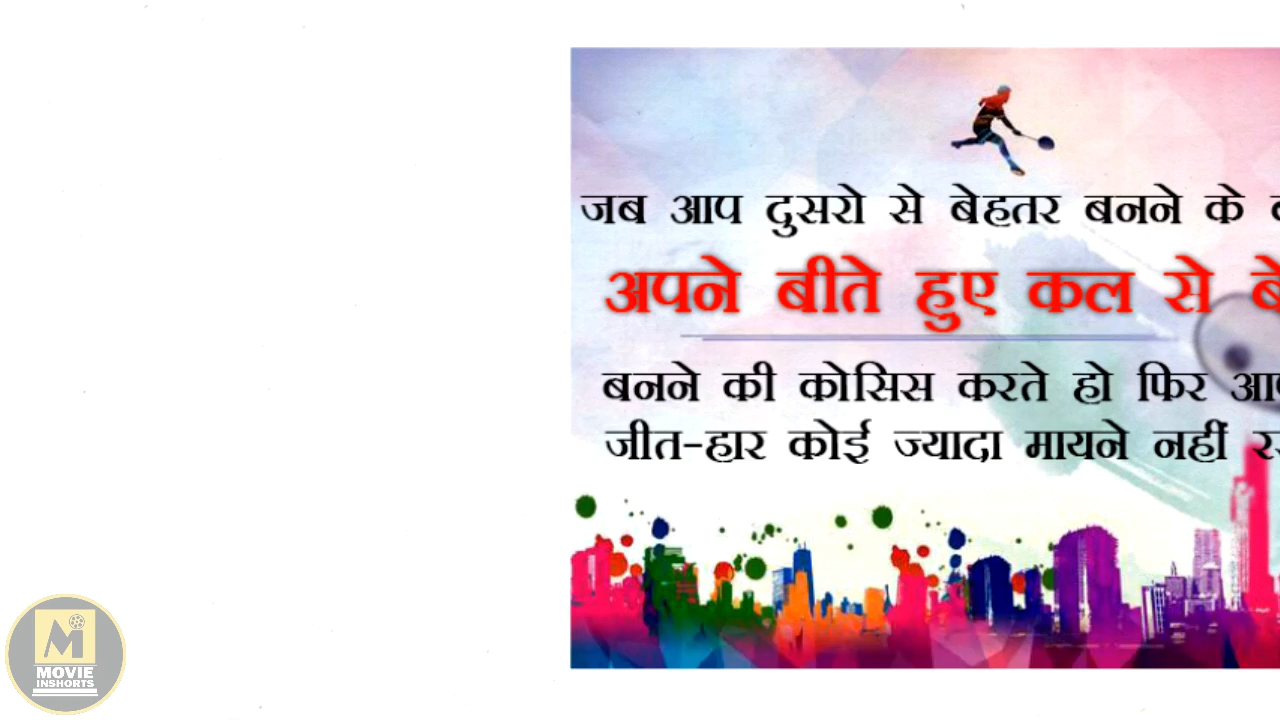 जब आप दुसरो से बेहतर बनने के
अपने बीते हुए कल से
बनने की कोसिस करते हो फिर
जीत-हार कोई ज्यादा मायने नहीं
MOVIE
INSHORTS